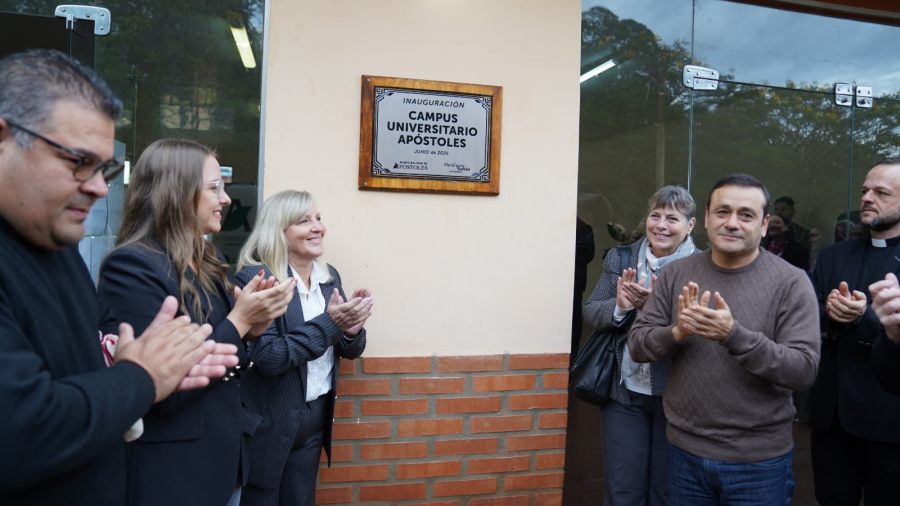 INAUGURACIÓN
CAMPUS
UNIVERSITARIO
APÓSTOLES
JUNIO de 2025
APÓSTOLES